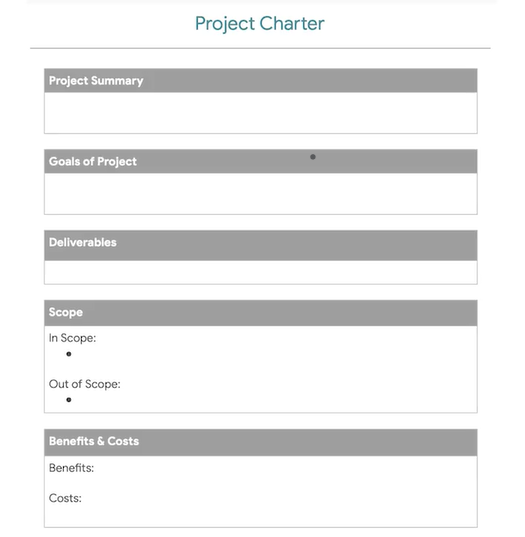 Project Charter
Project Summary
Goals of Project
Deliverables
Scope
In Scope:
Out of Scope:
Benefits & Costs
Benefits:
Costs: